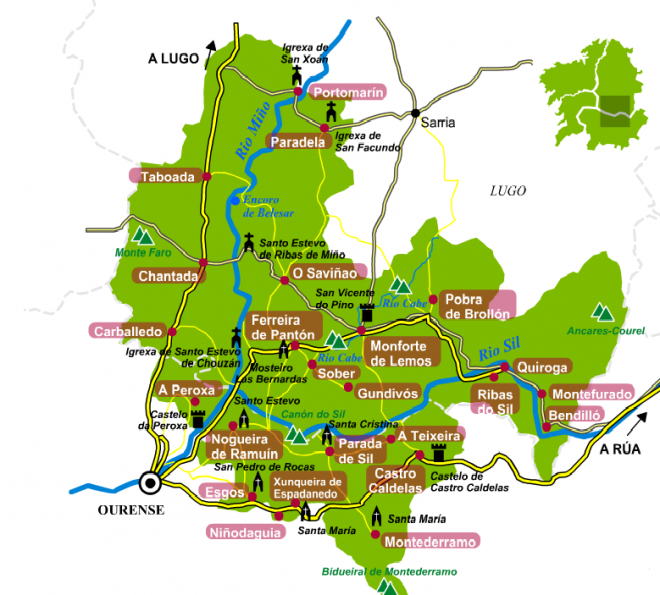 Igrexa de
San Xoan
A LUGO
Portomarín
Rio Miño
Sarria
Paradela
Igrexa de
San Facundo
Taboada
LUGO
Encoro
de Belesar
Monte Faro
Santo Estevo
de Ribas de Miño
Chantada
O Saviñao
San Vicente
do Pino
Rio Cabe
Pobra
de Brollón
Ferreira
de Pantón
Carballedo
Ancares-Courel
Igrexa de Santo Estevo
de Chouzán
Rio Cabe
Monforte
de Lemos
Rio Sil
Mosteiro
Las Bernardas
Sober
Quiroga
A Peroxa
Gundivós
Ribas
do Sil
Montefurado
Santo Estevo
Bendilló
Castelo
da Peroxa
Canón do Sil
Santa Cristina
Nogueira
de Ramuín
Parada
de Sil
A Teixeira
A RÚA
San Pedro de Rocas
Castro
Caldelas
Castelo de
Castro Caldelas
Xunqueira de
Espadanedo
Esgos
OURENSE
Niñodaguia
Santa María
Santa María
Montederramo
Bidueiral de Montederramo